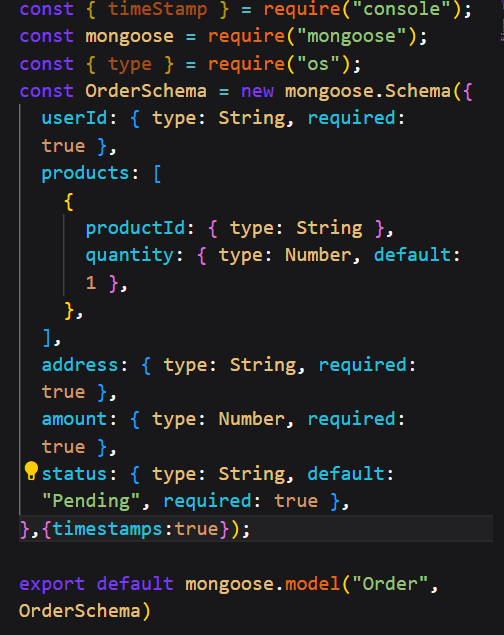 const { timeStamp } = require("console");
const mongoose = require("mongoose");
const { type } = require("os");
const OrderSchema = new mongoose.Schema({
userId: { type: String, required:
true },
products: [
{
productId: { type: String },
quantity: { type: Number, default:
1 },
},
],
address: { type: String, required:
true },
amount: { type: Number, required:
true },
status: { type: String, default:
"Pending", required: true },
},{timestamps:true});
export default mongoose.model("Order",
OrderSchema)